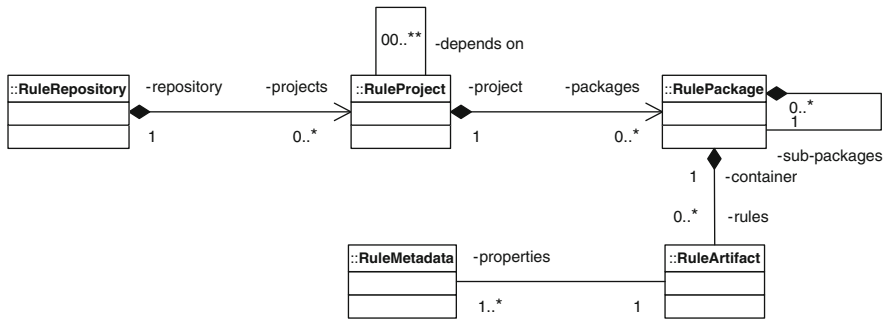 00..**
-depends on
::RuleRepository
-repository
-projects
::RuleProject
-project
-packages
::RulePackage
1
0..*
1
0..*
0..*
1
-sub-packages
1
-container
0..*
-rules
::RuleMetadata
-properties
::RuleArtifact
1..*
1